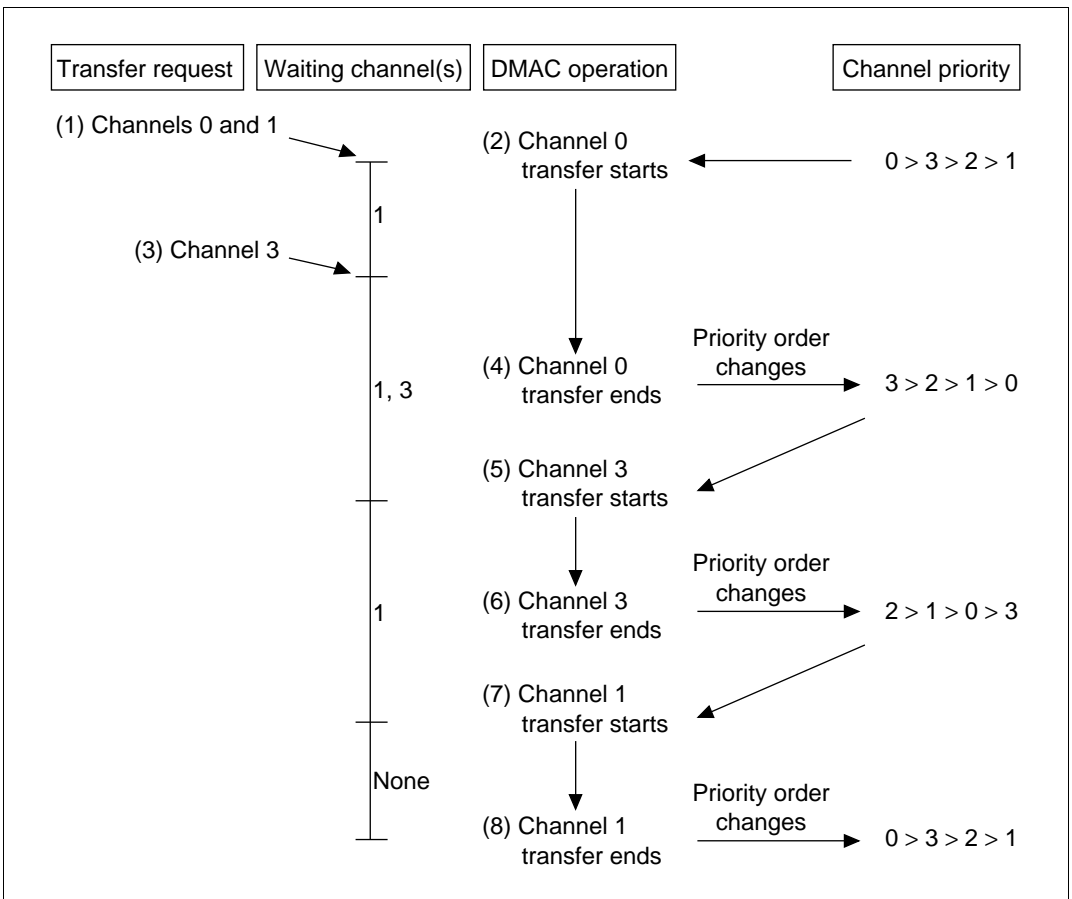 Transfer request
Waiting channel(s)
DMAC operation
Channel priority
(1) Channels 0 and 1
(2) Channel 0
transfer starts
0 > 3 > 2 > 1
1
(3) Channel 3
Priority order
changes
(4) Channel 0
transfer ends
3 > 2 > 1 > 0
1, 3
(5) Channel 3
transfer starts
Priority order
changes
(6) Channel 3
transfer ends
2 > 1 > 0 > 3
1
(7) Channel 1
transfer starts
None
Priority order
changes
(8) Channel 1
transfer ends
0 > 3 > 2 > 1